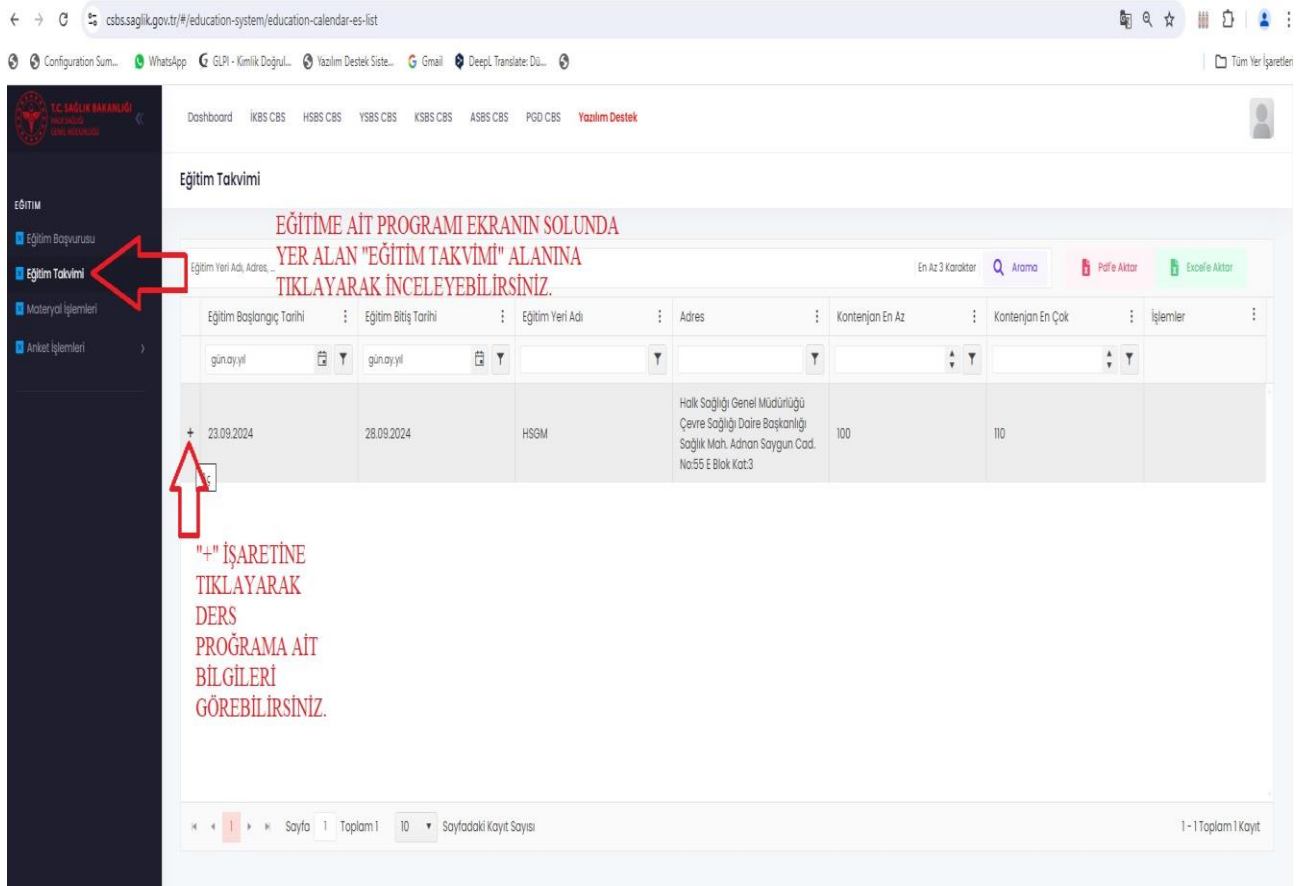 csbs.saglik.gov.tr/#/education-system/education-calendar-es-list
Configuration Sum... WhatsApp GLPI - Kimlik Doğrul... Yazılım Destek Siste... Gmail DeepL Translate: Dü... Tüm Yer İşaretleri
T.C. SAĞLIK BAKANLIĞI
HALK SAĞLIĞI
GENEL MÜDÜRLÜĞÜ
Dashboard İKBS CBS HSBS CBS YSBS CBS KSBS CBS ASBS CBS PGD CBS Yazılım Destek
Eğitim Takvimi
EĞİTİM
Eğitim Başvurusu
Eğitim Takvimi
Materyal İşlemleri
Anket İşlemleri
EĞİTİME AİT PROGRAMI EKRANIN SOLUNDA
YER ALAN "EĞİTİM TAKVİMİ" ALANINA
TIKLAYARAK İNCELEYEBİLİRSİNİZ.
Eğitim Yeri Adı, Adres, ... En Az 3 Karakter Arama Pdf'e Aktar Excel'e Aktar
Eğitim Başlangıç Tarihi Eğitim Bitiş Tarihi Eğitim Yeri Adı Adres Kontenjan En Az Kontenjan En Çok İşlemler
gün.ay.yıl gün.ay.yıl
+ 23.09.2024 28.09.2024 HSGM
Halk Sağlığı Genel Müdürlüğü
Çevre Sağlığı Daire Başkanlığı
Sağlık Mah. Adnan Saygun Cad.
No:55 E Blok Kat:3
100 110
"+" İŞARETİNE
TIKLAYARAK
DERS
PROĞRAMA AİT
BİLGİLERİ
GÖREBİLİRSİNİZ.
1 Sayfa 1 Toplam 1 10 Sayfadaki Kayıt Sayısı 1 - 1 Toplam 1 Kayıt